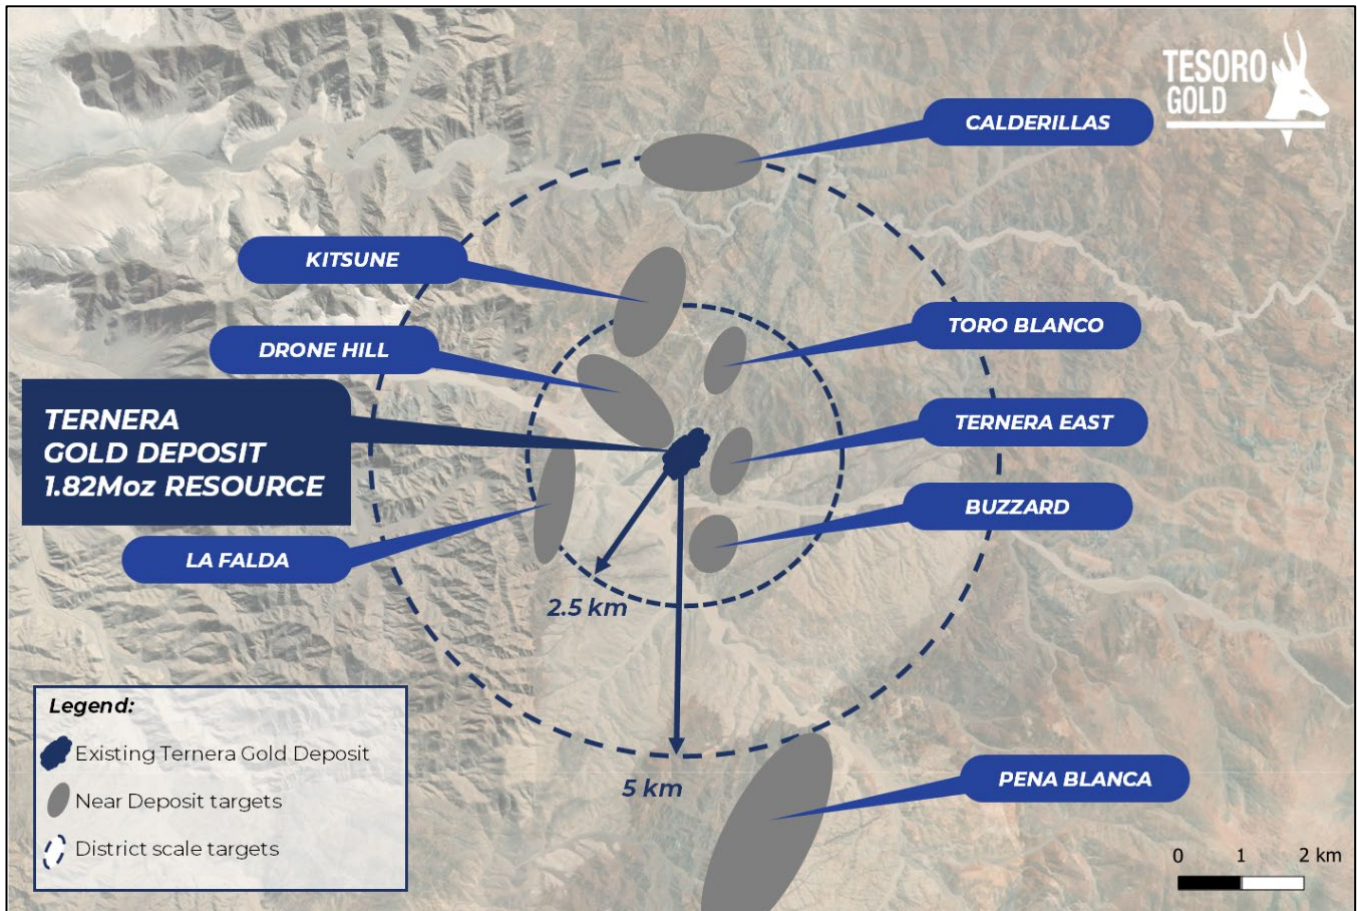 TESORO
GOLD
CALDERILLAS
KITSUNE
TORO BLANCO
DRONE HILL
TERNERA
GOLD DEPOSIT
1.82Moz RESOURCE
TERNERA EAST
BUZZARD
LA FALDA
2.5 km
5 km
PENA BLANCA
Legend:
Existing Ternera Gold Deposit
Near Deposit targets
District scale targets
0 1 2 km